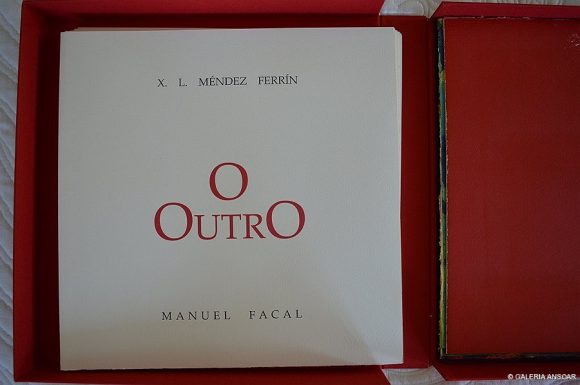 X. L. MÉNDEZ FERRÍN
O
OUTRO
MANUEL FACAL
© GALERIA ANSOAR